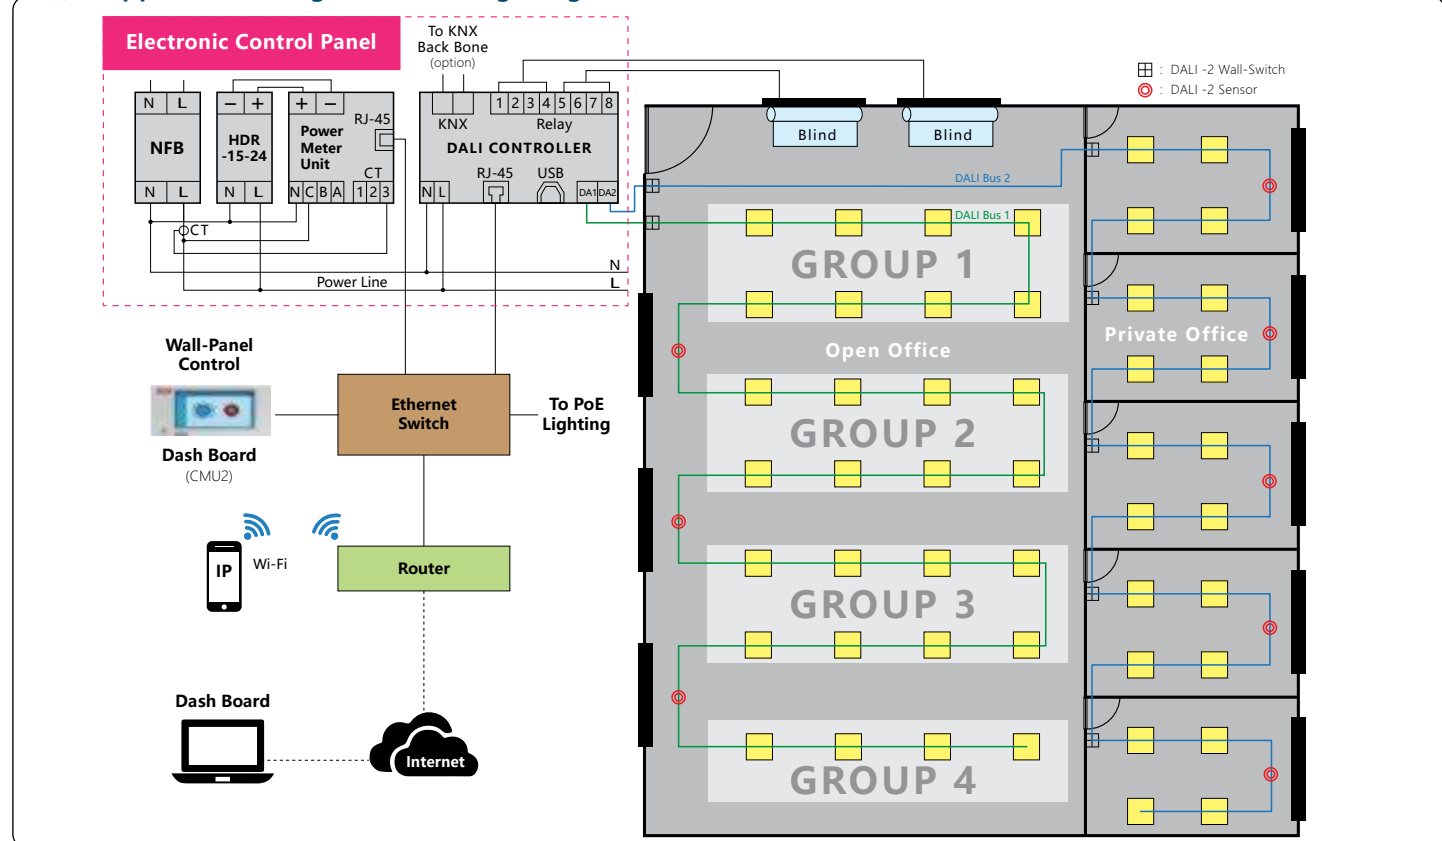 Electronic Control Panel
To KNX
Back Bone
(option)
N L
NFB
N L
− +
HDR
-15-24
N L
+ −
RJ-45
Power
Meter
Unit
CT
N C B A 1 2 3
1 2 3 4 5 6 7 8
KNX Relay
DALI CONTROLLER
RJ-45 USB
N L DA1 DA2
CT
N
Power Line L
Wall-Panel
Control
Dash Board
(CMU2)
Ethernet
Switch
To PoE
Lighting
IP
Wi-Fi
Router
Dash Board
Internet
: DALI -2 Wall-Switch
: DALI -2 Sensor
Blind Blind
DALI Bus 2
DALI Bus 1
GROUP 1
Open Office
Private Office
GROUP 2
GROUP 3
GROUP 4